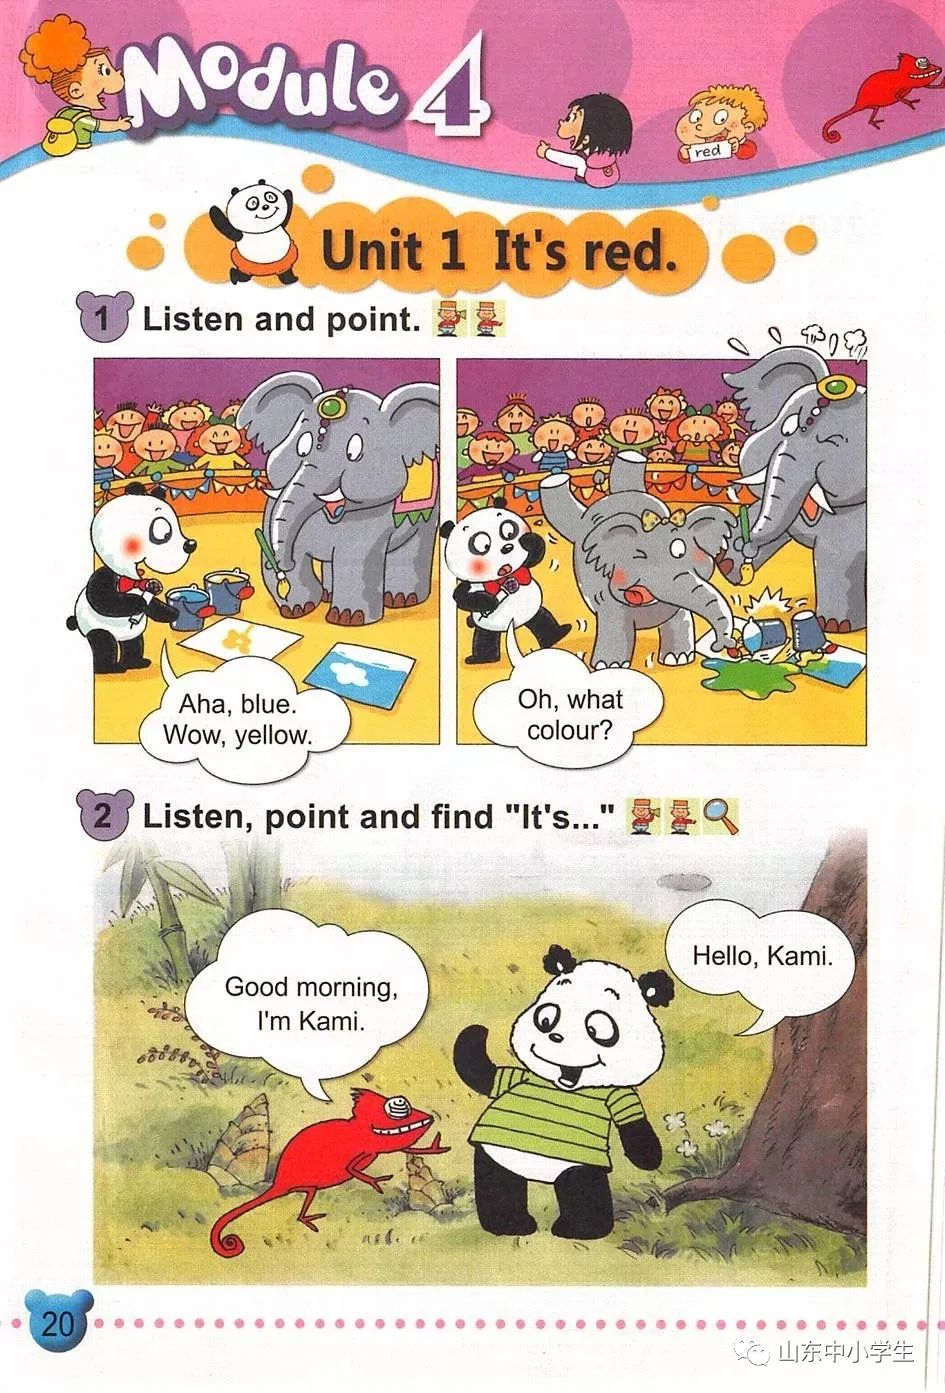 Module 4
red
Unit 1 It's red.
1 Listen and point.
Aha, blue.
Wow, yellow.
Oh, what
colour?
2 Listen, point and find "It's..."
Good morning,
I'm Kami.
Hello, Kami.
20
山东中小学生